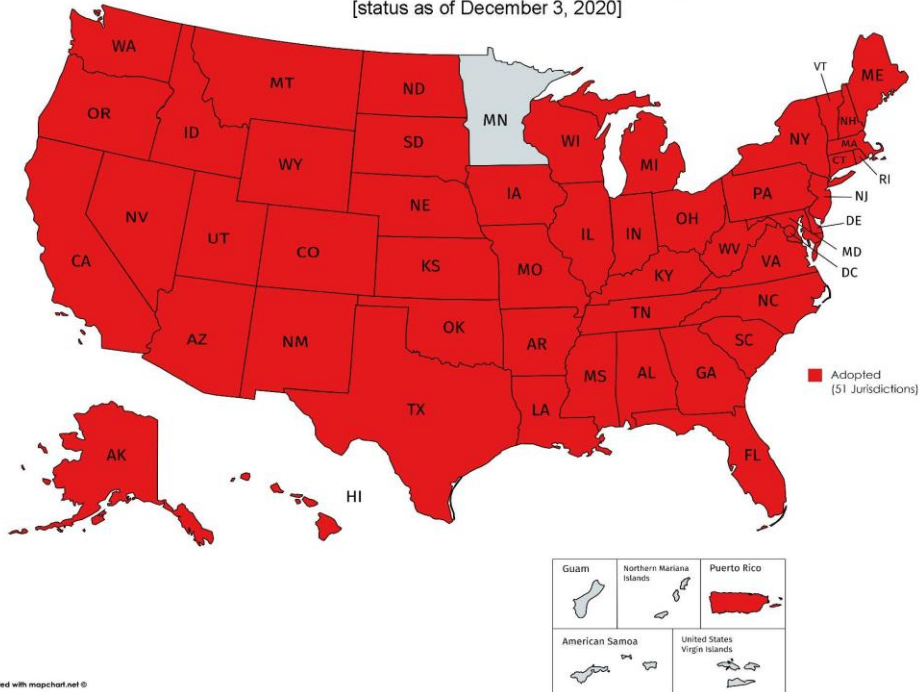 [status as of December 3, 2020]
WA
MT
ND
MN
VT
ME
OR
ID
SD
WI
MI
NY
NH
MA
CT
RI
WY
NE
IA
PA
NJ
NV
UT
CO
KS
IL
IN
OH
DE
MD
DC
WV
VA
CA
MO
KY
NC
AZ
NM
OK
AR
TN
SC
MS
AL
GA
TX
LA
FL
Adopted
(51 Jurisdictions)
AK
HI
Guam
Northern Mariana
Islands
Puerto Rico
American Samoa
United States
Virgin Islands
with mapchart.net ©